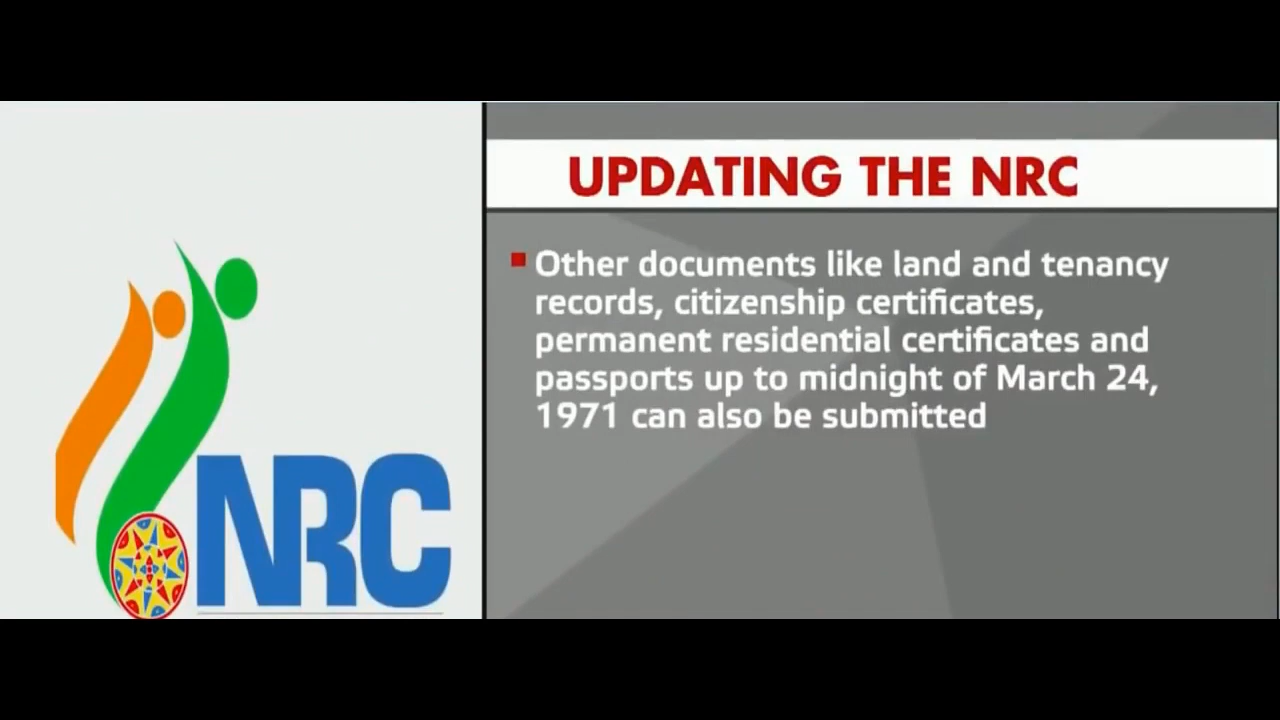 UPDATING THE NRC
Other documents like land and tenancy
records, citizenship certificates,
permanent residential certificates and
passports up to midnight of March 24,
1971 can also be submitted
NRC